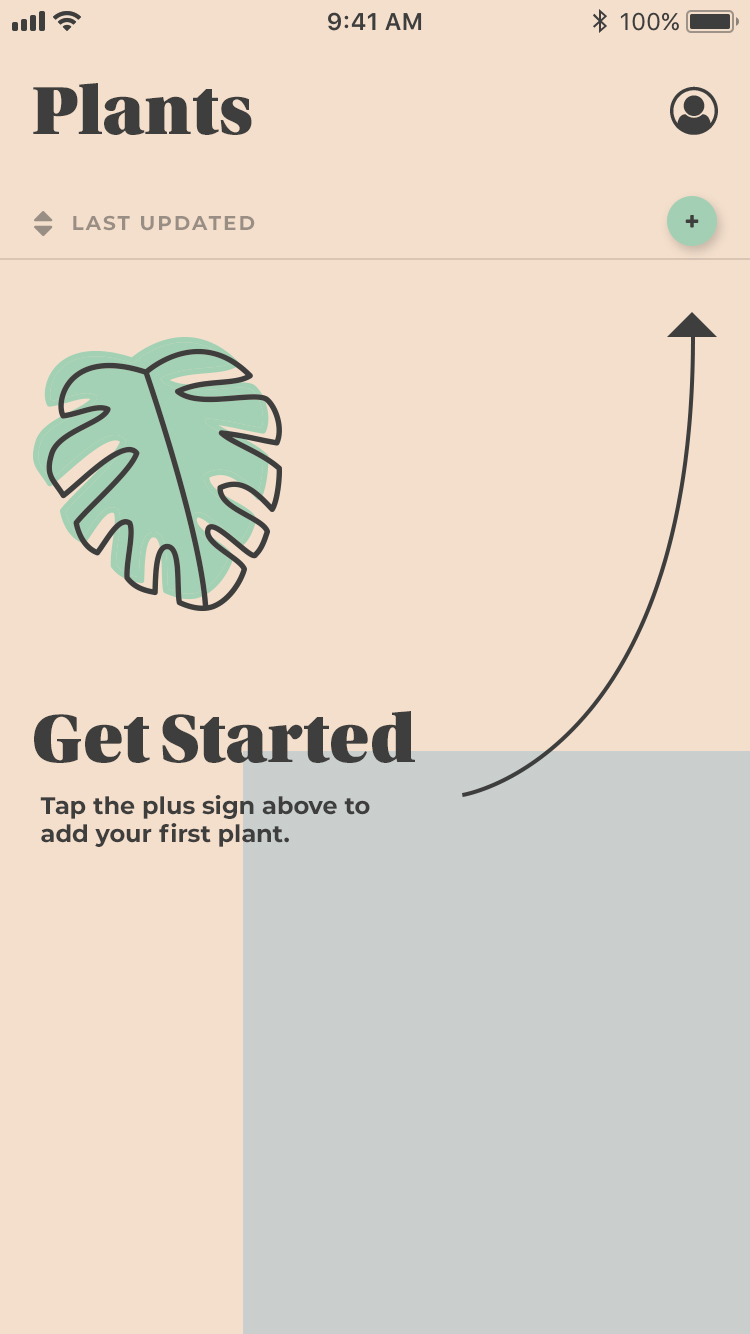 9:41 AM
100%
Plants
LAST UPDATED
+
Get Started
Tap the plus sign above to
add your first plant.